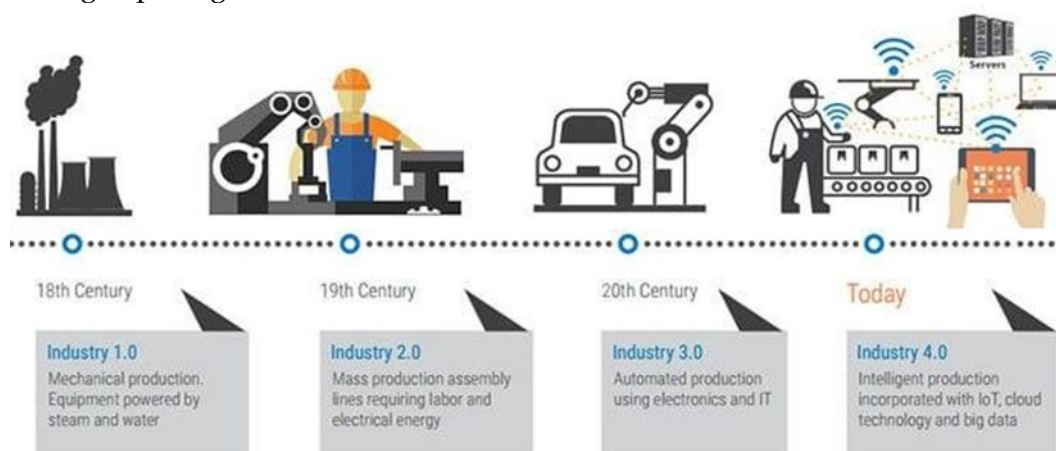 Servers
18th Century
19th Century
20th Century
Today
Industry 1.0
Mechanical production.
Equipment powered by
steam and water
Industry 2.0
Mass production assembly
lines requiring labor and
electrical energy
Industry 3.0
Automated production
using electronics and IT
Industry 4.0
Intelligent production
incorporated with IoT, cloud
technology and big data